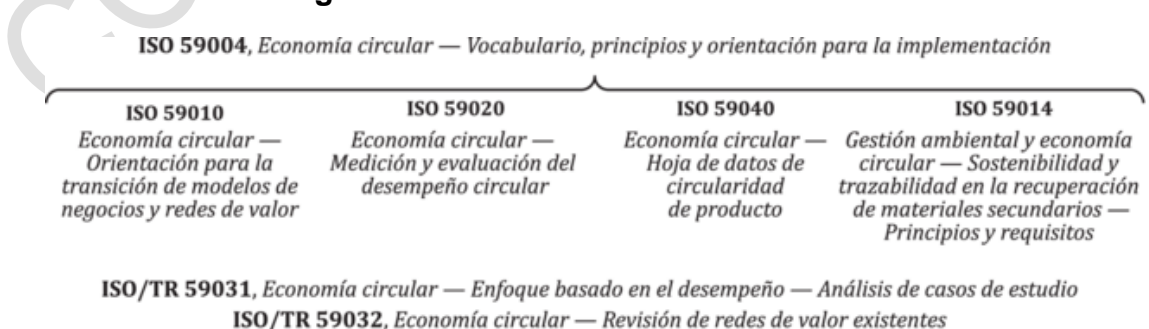 ISO 59004, Economía circular — Vocabulario, principios y orientación para la implementación
ISO 59010
Economía circular —
Orientación para la
transición de modelos de
negocios y redes de valor
ISO 59020
Economía circular —
Medición y evaluación del
desempeño circular
ISO 59040
Economía circular —
Hoja de datos de
circularidad
de producto
ISO 59014
Gestión ambiental y economía
circular — Sostenibilidad y
trazabilidad en la recuperación
de materiales secundarios —
Principios y requisitos
ISO/TR 59031, Economía circular — Enfoque basado en el desempeño — Análisis de casos de estudio
ISO/TR 59032, Economía circular — Revisión de redes de valor existentes